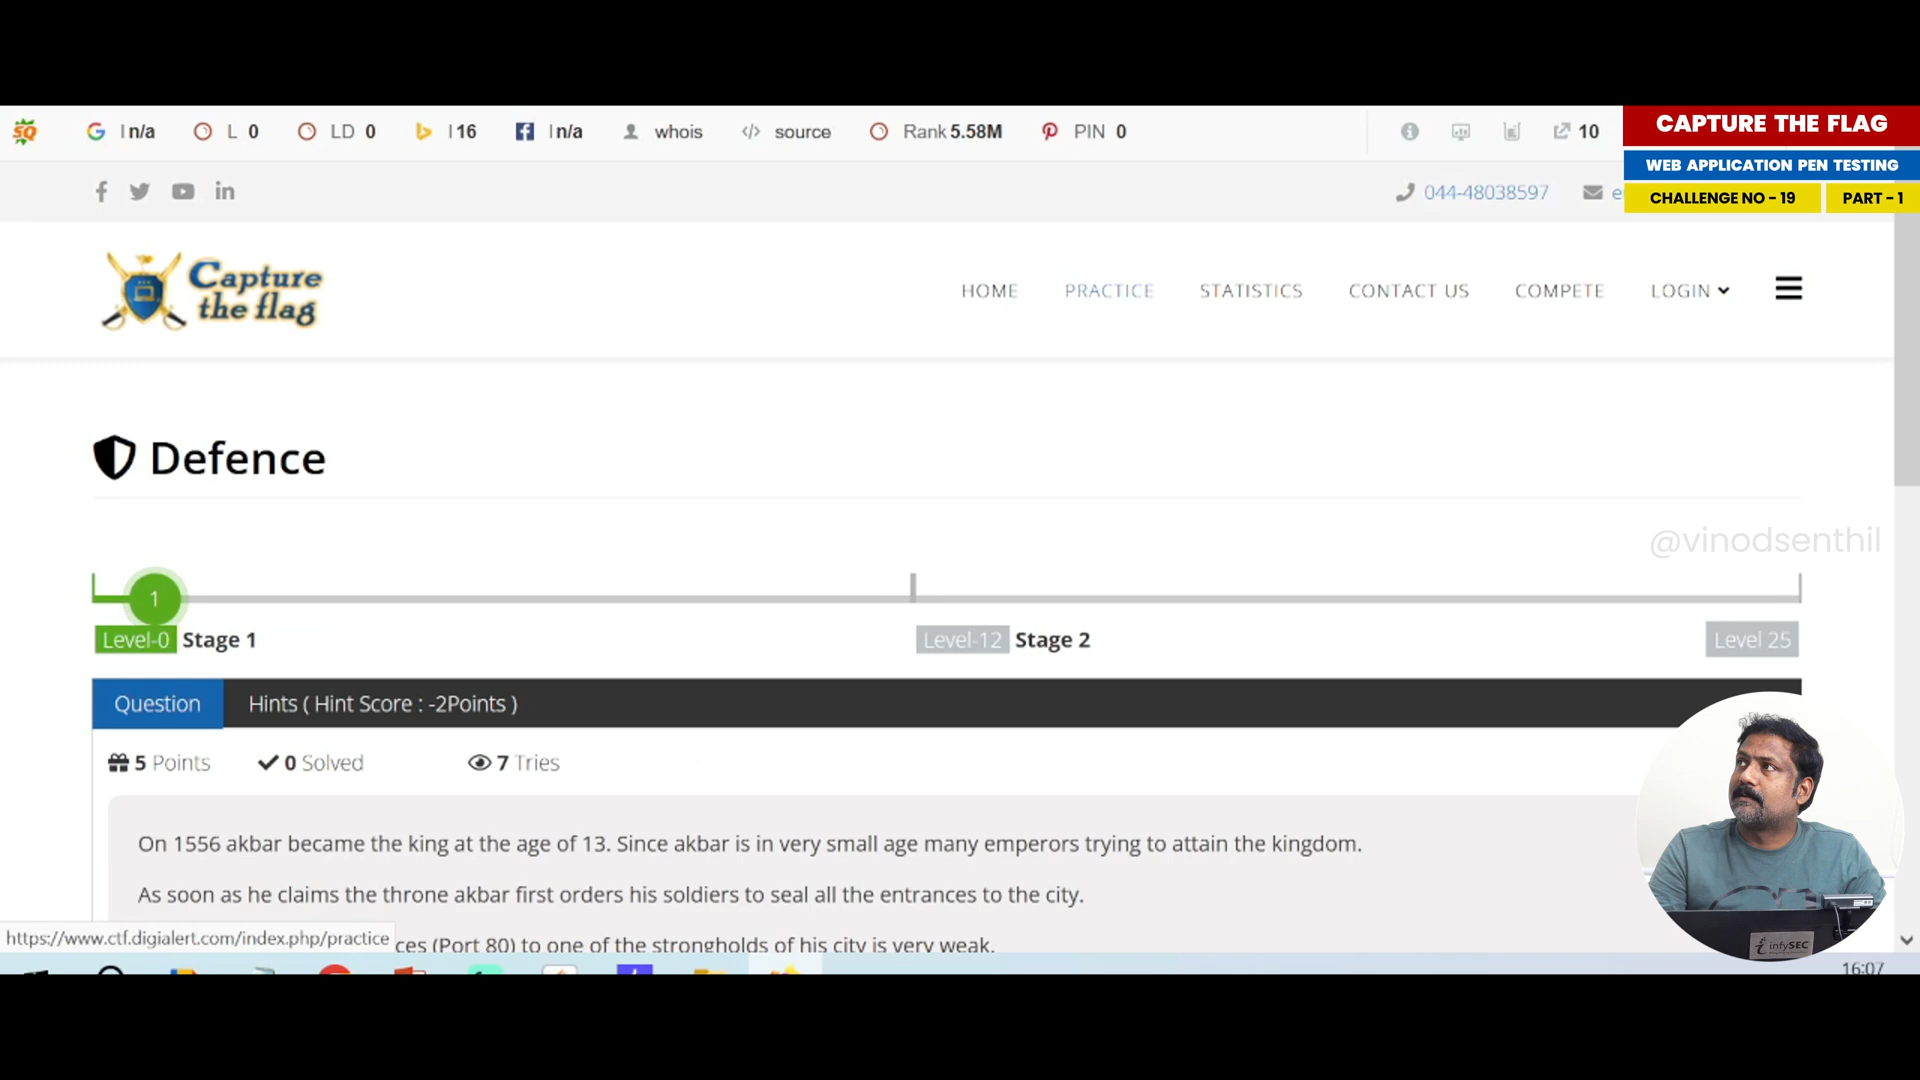 SQ
I n/a
L 0
LD 0
I 16
I n/a
whois
source
Rank 5.58M
PIN 0
10
CAPTURE THE FLAG
WEB APPLICATION PEN TESTING
CHALLENGE NO - 19
PART - 1
044-48038597
Capture
the flag
HOME
PRACTICE
STATISTICS
CONTACT US
COMPETE
LOGIN
Defence
@vinodsenthil
1
Level-0 Stage 1
Level-12 Stage 2
Level 25
Question
Hints ( Hint Score : -2Points )
5 Points
0 Solved
7 Tries
On 1556 akbar became the king at the age of 13. Since akbar is in very small age many emperors trying to attain the kingdom.
As soon as he claims the throne akbar first orders his soldiers to seal all the entrances to the city.
https://www.ctf.digialert.com/index.php/practice
ces (Port 80) to one of the strongholds of his city is very weak.
infySEC
16:07